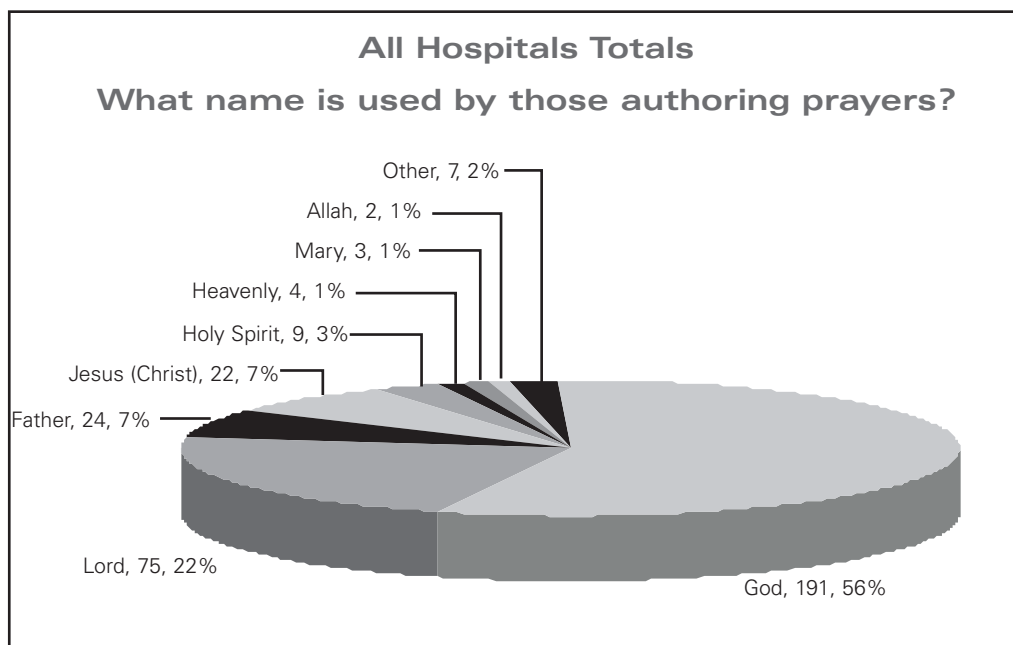 All Hospitals Totals
What name is used by those authoring prayers?
Other, 7, 2%
Allah, 2, 1%
Mary, 3, 1%
Heavenly, 4, 1%
Holy Spirit, 9, 3%
Jesus (Christ), 22, 7%
Father, 24, 7%
Lord, 75, 22%
God, 191, 56%